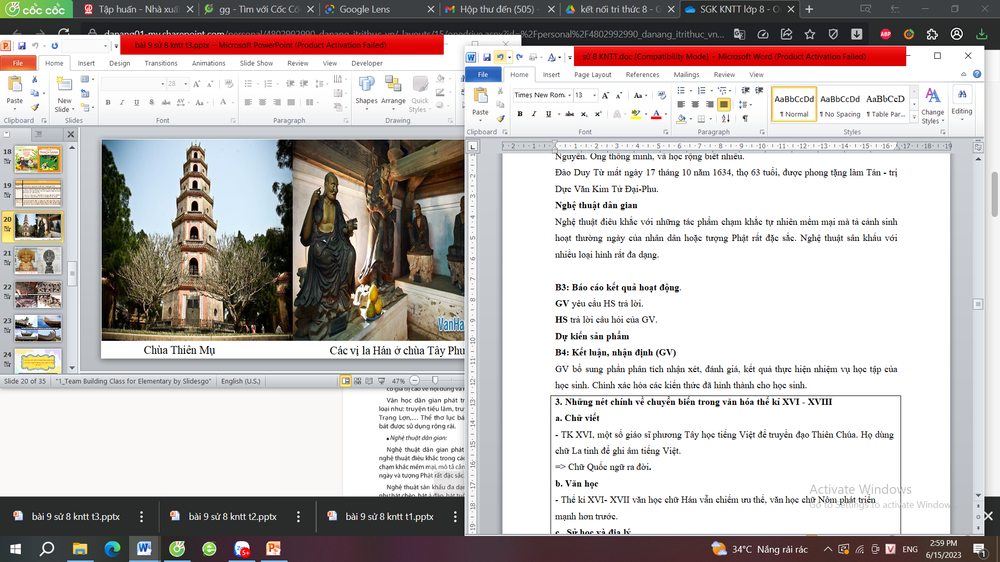 Tập huấn - Nhà xuất
gg - Tìm với Cốc Cố
Google Lens
Hộp thư đến (505) -
kết nối tri thức 8 - G
SGK KNTT lớp 8 - O
cốc cốc
danang01-my.sharepoint.com/personal/4802992990_danang_itrithuc_vn/_layouts/15/onedrive.aspx?id=%2Fpersonal%2F4802992990_danang_itrithuc_vn...
bài 9 sử 8 kntt t3.pptx - Microsoft PowerPoint (Product Activation Failed)
File Home Insert Design Transitions Animations Slide Show Review View Developer
Paste
New Slide
28
Shapes Arrange Quick Styles
Clipboard Slides Font Paragraph Drawing
18
THẠCH SANH
19
20
21
22
23
24
VanHa
Chùa Thiên Mụ
Các vị la Hán ở chùa Tây Phư
Slide 20 of 35 "1_Team Building Class for Elementary by Slidesgo" English (U.S.) 47%
có giá trị cao về nội dung và n
Văn học dân gian phát tr
loại như: truyện tiếu lâm, truy
Trạng Lợn,... Thể thơ lục bá
bát được sử dụng rộng rãi.
Nghệ thuật dân gian:
Nghệ thuật dân gian phát
nghệ thuật điêu khắc trong các
chạm khắc mềm mại, mô tả cản
ngày và tượng Phật rất đặc sắc.
Nghệ thuật sân khấu đa dạn
như hát chèo, hát ả đào, hát tuồ
sử 8 KNTT.doc [Compatibility Mode] - Microsoft Word (Product Activation Failed)
File Home Insert Page Layout References Mailings Review View
Paste
Times New Roma 13
AaBbCcDd AaBbCcDd AaBbCcD
¶ Normal ¶ No Spacing ¶ Table Par...
Change Styles
Editing
Clipboard Font Paragraph Styles
Nguyễn. Ông thông minh, và học rộng biết nhiều.
Đào Duy Từ mất ngày 17 tháng 10 năm 1634, thọ 63 tuổi, được phong tặng làm Tán - trị
Dực Vãn Kim Tử Đại-Phu.
Nghệ thuật dân gian
Nghệ thuật điêu khắc với những tác phẩm chạm khắc tự nhiên mềm mại mà tả cảnh sinh
hoạt thường ngày của nhân dân hoặc tượng Phật rất đặc sắc. Nghệ thuật sân khấu với
nhiều loại hình rất đa dạng.
B3: Báo cáo kết quả hoạt động.
GV yêu cầu HS trả lời.
HS trả lời câu hỏi của GV.
Dự kiến sản phẩm
B4: Kết luận, nhận định (GV)
GV bổ sung phần phân tích nhận xét, đánh giá, kết quả thực hiện nhiệm vụ học tập của
học sinh. Chính xác hóa các kiến thức đã hình thành cho học sinh.
3. Những nét chính về chuyển biến trong văn hóa thế kỉ XVI - XVIII
a. Chữ viết
- TK XVI, một số giáo sĩ phương Tây học tiếng Việt để truyền đạo Thiên Chúa. Họ dùng
chữ La tinh để ghi âm tiếng Việt.
=> Chữ Quốc ngữ ra đời.
b. Văn học
- Thế kỉ XVI- XVII văn học chữ Hán vẫn chiếm ưu thế, văn học chữ Nôm phát triển
mạnh hơn trước.
c. Sử học và địa lý
Activate Windows
Go to Settings to activate Windows.
bài 9 sử 8 kntt t3.pptx
bài 9 sử 8 kntt t2.pptx
bài 9 sử 8 kntt t1.pptx
34°C Nắng rải rác
ENG
2:59 PM
6/15/2023